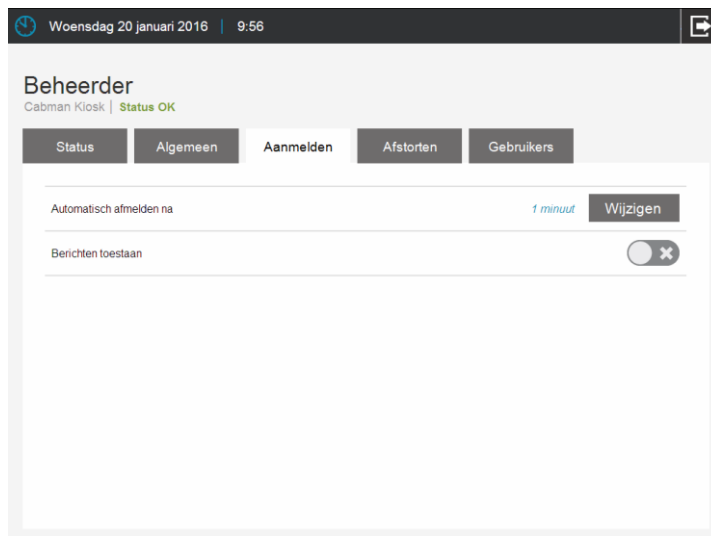 Woensdag 20 januari 2016 | 9:56
Beheerder
Cabman Kiosk | Status OK
Status Algemeen Aanmelden Afstorten Gebruikers
Automatisch afmelden na 1 minuut Wijzigen
Berichten toestaan